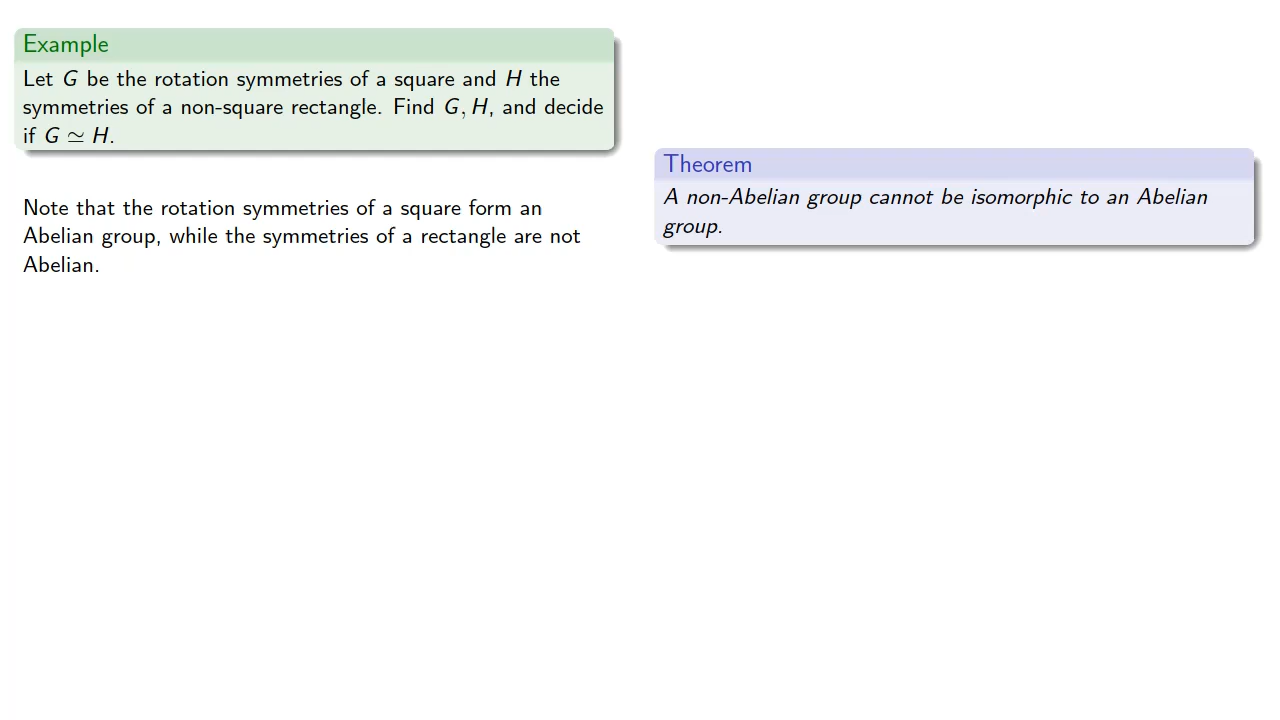 Example
Let G be the rotation symmetries of a square and H the
symmetries of a non-square rectangle. Find G, H, and decide
if G ≃ H.
Note that the rotation symmetries of a square form an
Abelian group, while the symmetries of a rectangle are not
Abelian.
Theorem
A non-Abelian group cannot be isomorphic to an Abelian
group.